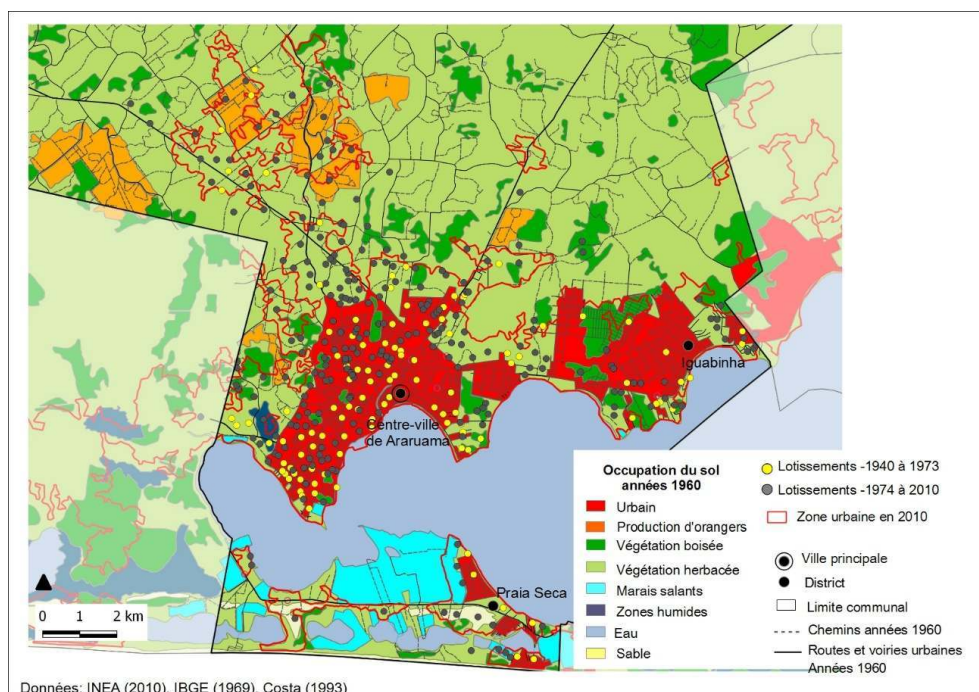 Iguabinha
Centre-ville
de Araruama
Praia Seca
0 1 2 km
Occupation du sol
années 1960
Urbain
Production d'orangers
Végétation boisée
Végétation herbacée
Marais salants
Zones humides
Eau
Sable
Lotissements -1940 à 1973
Lotissements -1974 à 2010
Zone urbaine en 2010
Ville principale
District
Limite communal
Chemins années 1960
Routes et voiries urbaines
Années 1960
Données: INEA (2010), IBGE (1969), Costa (1993)